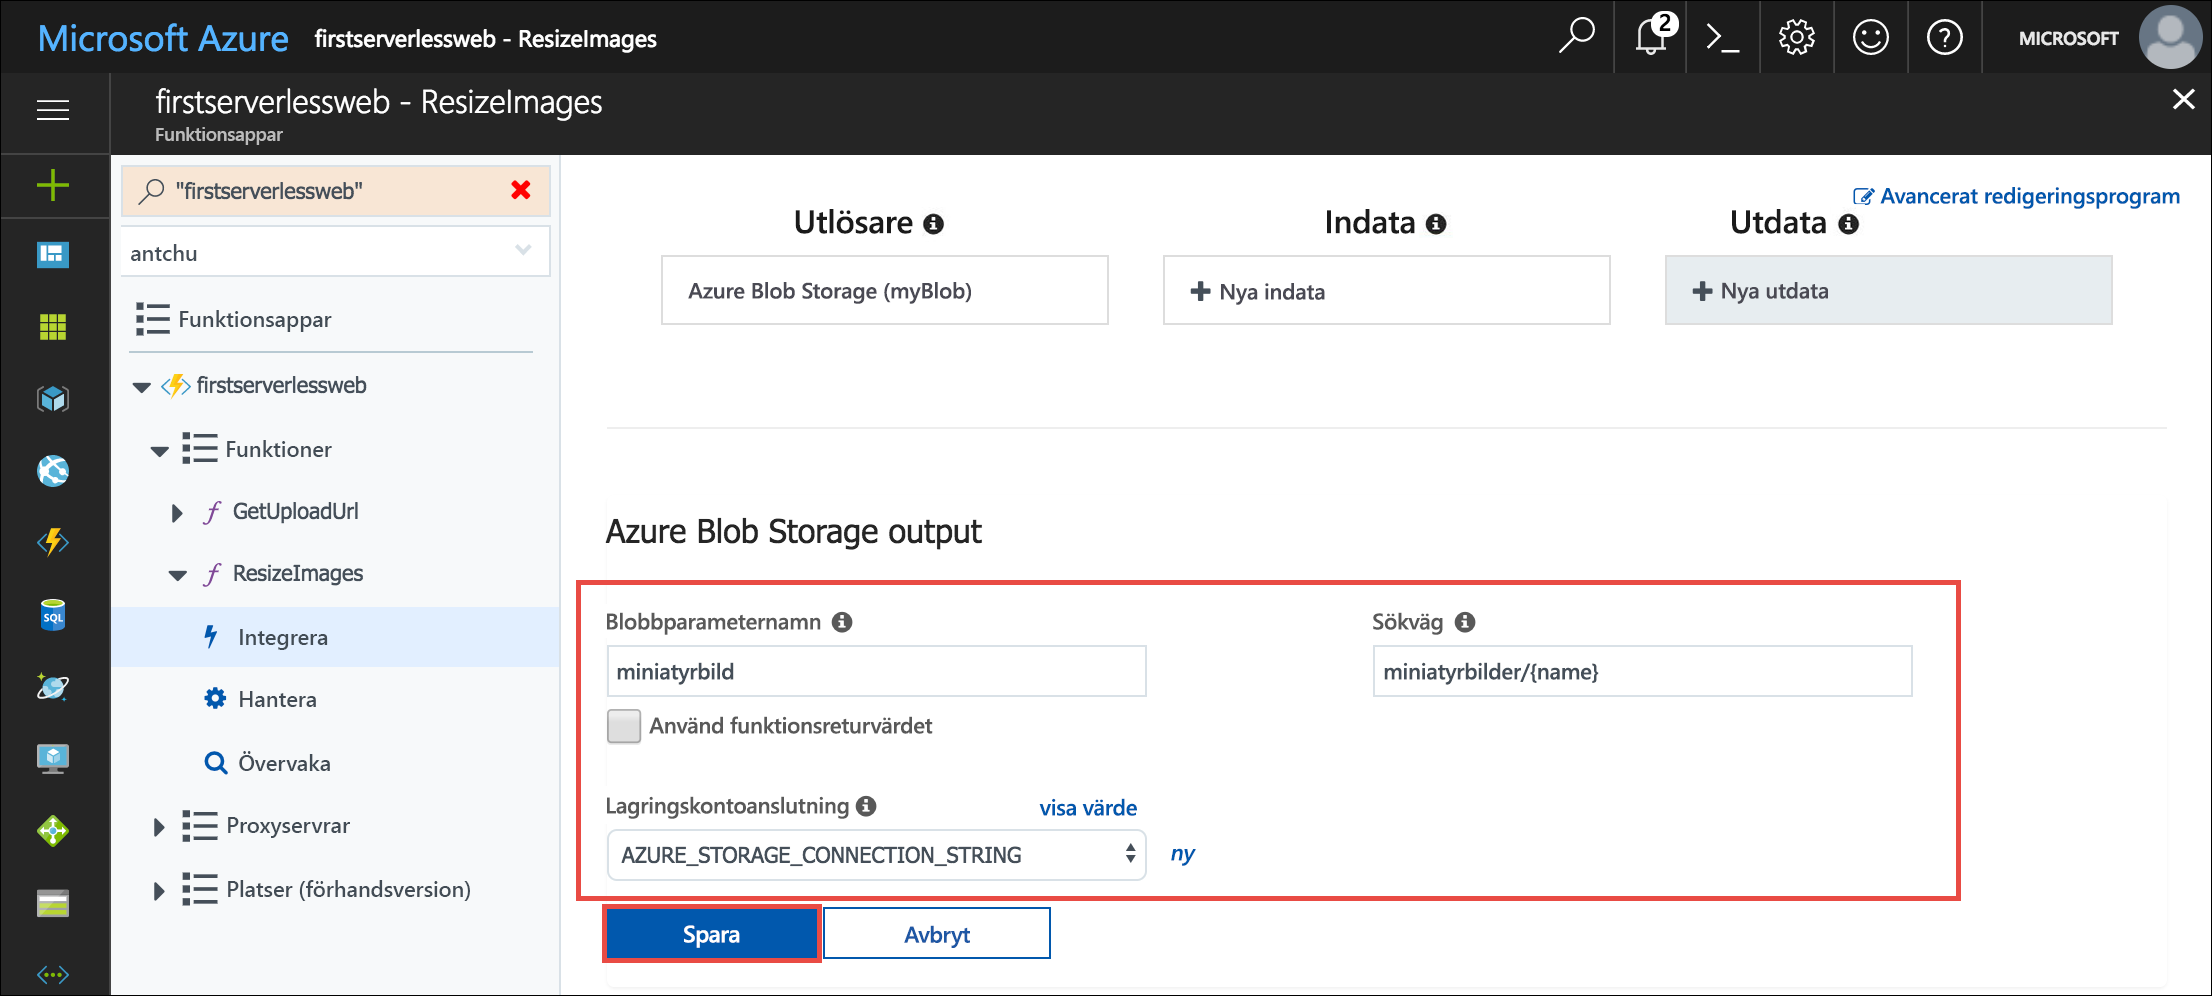 Microsoft Azure firstserverlessweb - ResizeImages 2 MICROSOFT
firstserverlessweb - ResizeImages
Funktionsappar
"firstserverlessweb"
antchu
Funktionsappar
firstserverlessweb
Funktioner
GetUploadUrl
ResizeImages
Integrera
Hantera
Övervaka
Proxyservrar
Platser (förhandsversion)
Avancerat redigeringsprogram
Utlösare Indata Utdata
Azure Blob Storage (myBlob) Nya indata Nya utdata
Azure Blob Storage output
Blobbparameternamn Sökväg
miniatyrbild miniatyrbilder/{name}
Använd funktionsreturvärdet
Lagringskontoanslutning visa värde
AZURE_STORAGE_CONNECTION_STRING ny
Spara Avbryt